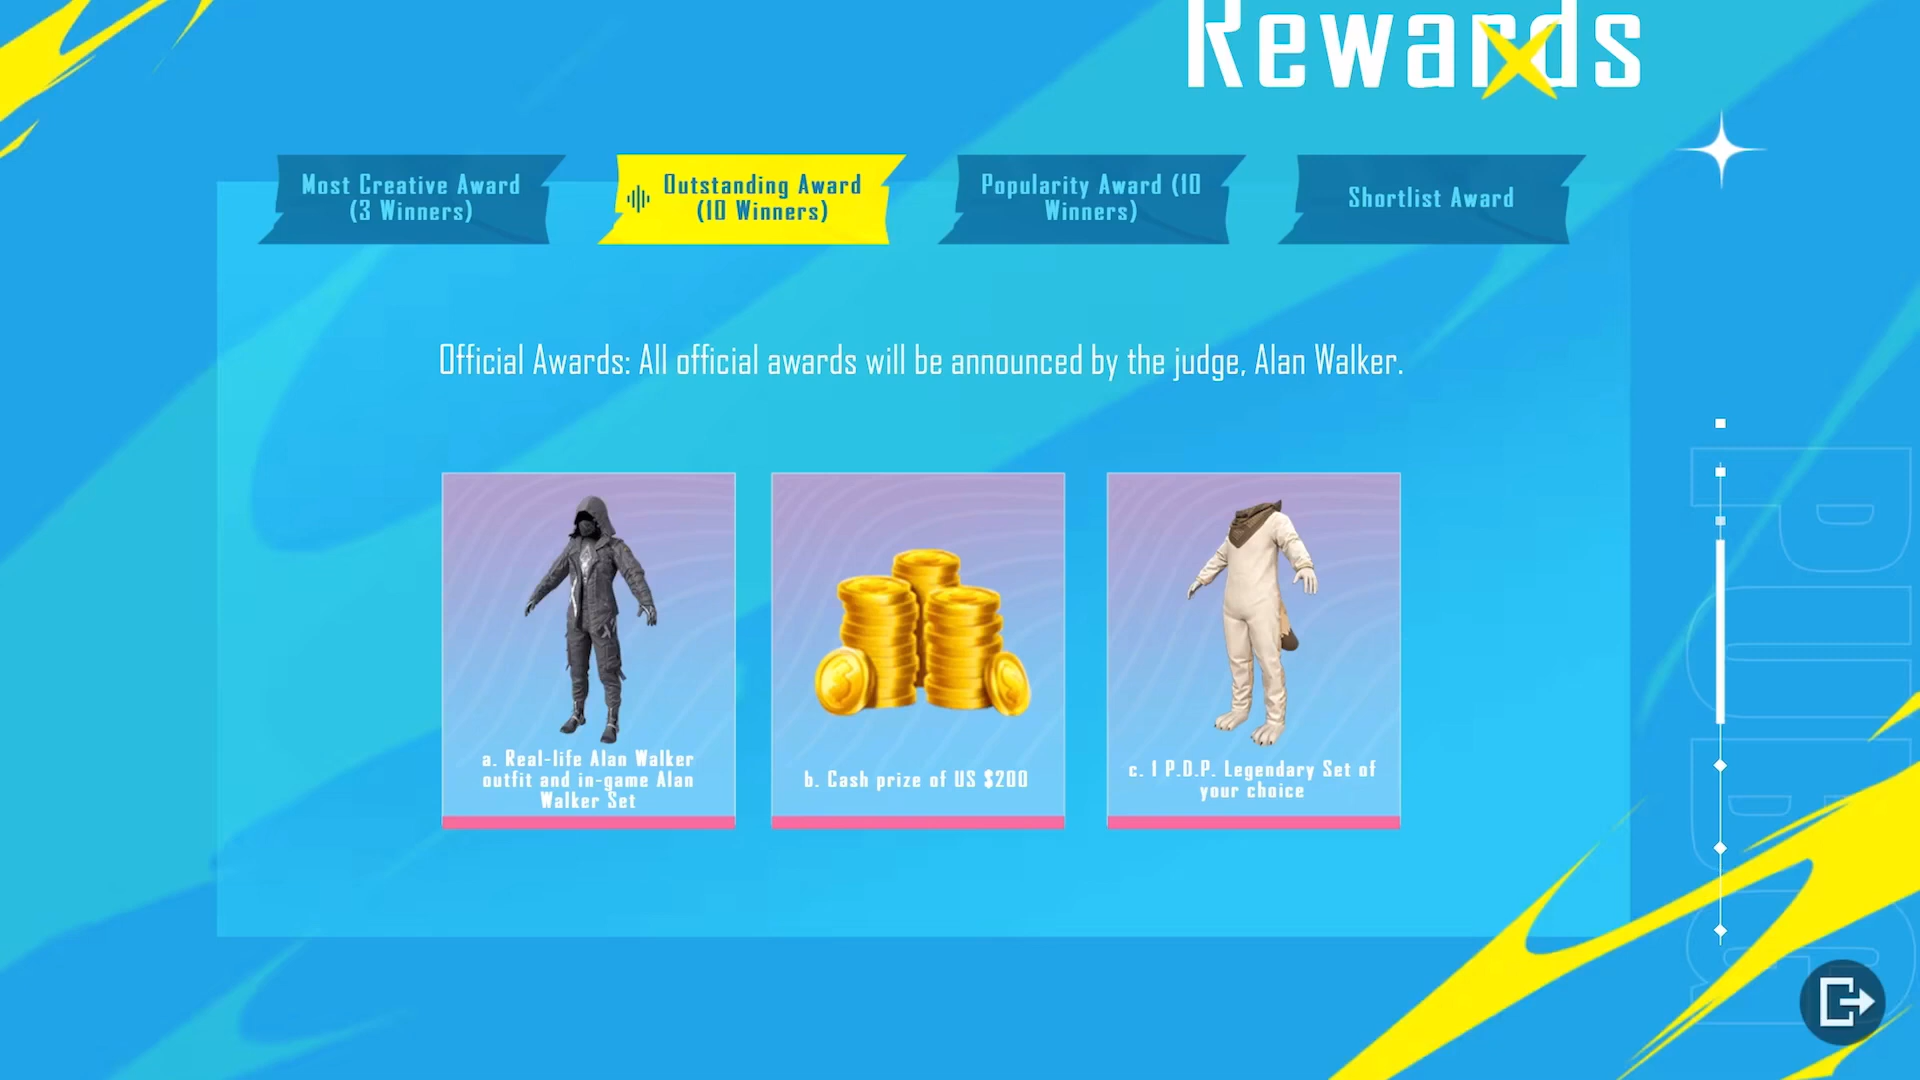 Rewards
Most Creative Award
(3 Winners)
Outstanding Award
(10 Winners)
Popularity Award (10
Winners)
Shortlist Award
Official Awards: All official awards will be announced by the judge, Alan Walker.
a. Real-life Alan Walker
outfit and in-game Alan
Walker Set
b. Cash prize of US $200
c. 1 P.D.P. Legendary Set of
your choice
PUBG